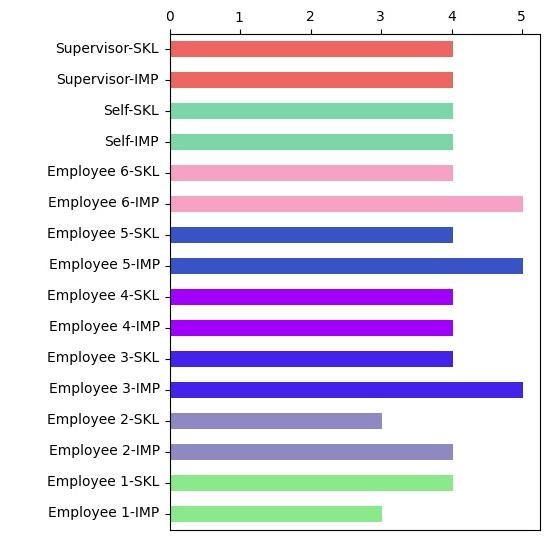 0 1 2 3 4 5
Supervisor-SKL
Supervisor-IMP
Self-SKL
Self-IMP
Employee 6-SKL
Employee 6-IMP
Employee 5-SKL
Employee 5-IMP
Employee 4-SKL
Employee 4-IMP
Employee 3-SKL
Employee 3-IMP
Employee 2-SKL
Employee 2-IMP
Employee 1-SKL
Employee 1-IMP